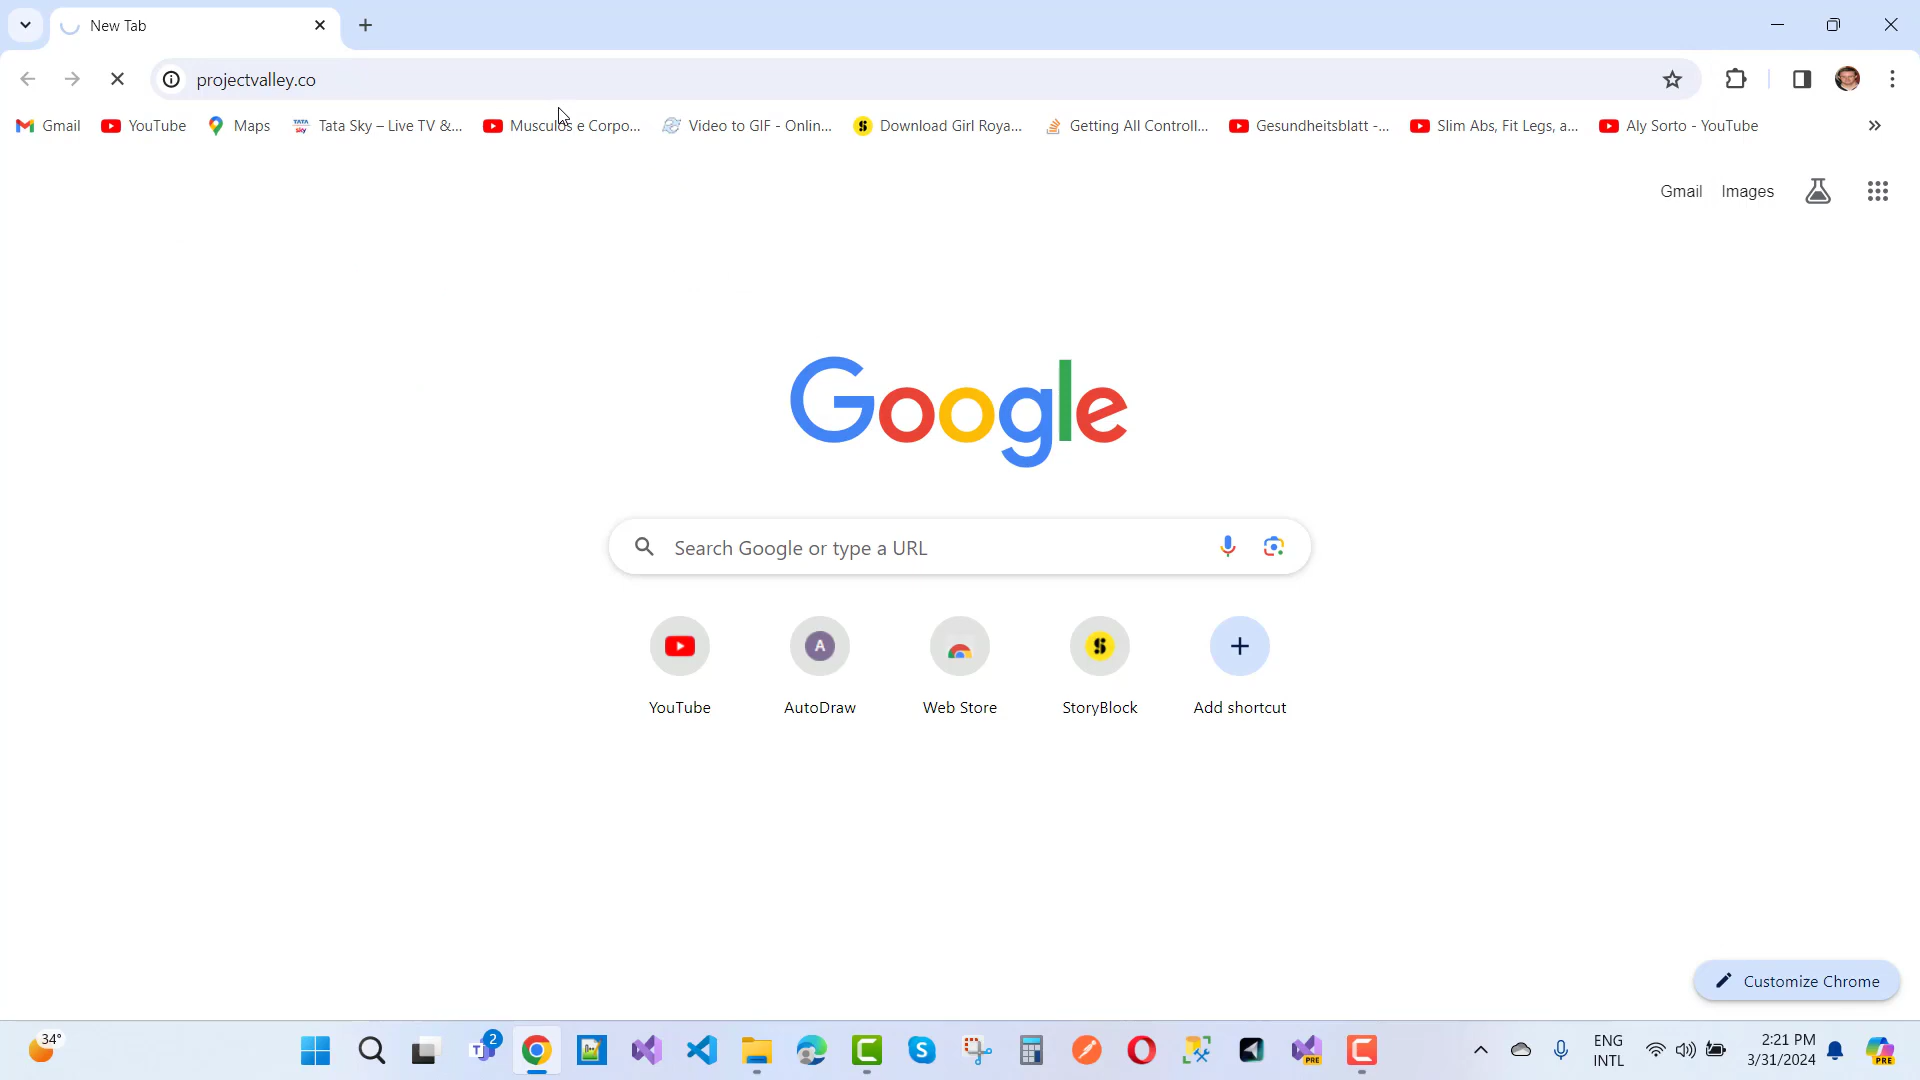 New Tab
projectvalley.co
Gmail YouTube Maps Tata Sky – Live TV &... Musculos e Corpo... Video to GIF - Onlin... Download Girl Roya... Getting All Controll... Gesundheitsblatt -... Slim Abs, Fit Legs, a... Aly Sorto - YouTube
Gmail Images
Google
Search Google or type a URL
A
YouTube AutoDraw Web Store StoryBlock Add shortcut
Customize Chrome
34°
2
PRE
ENG
INTL
2:21 PM
3/31/2024
PRE